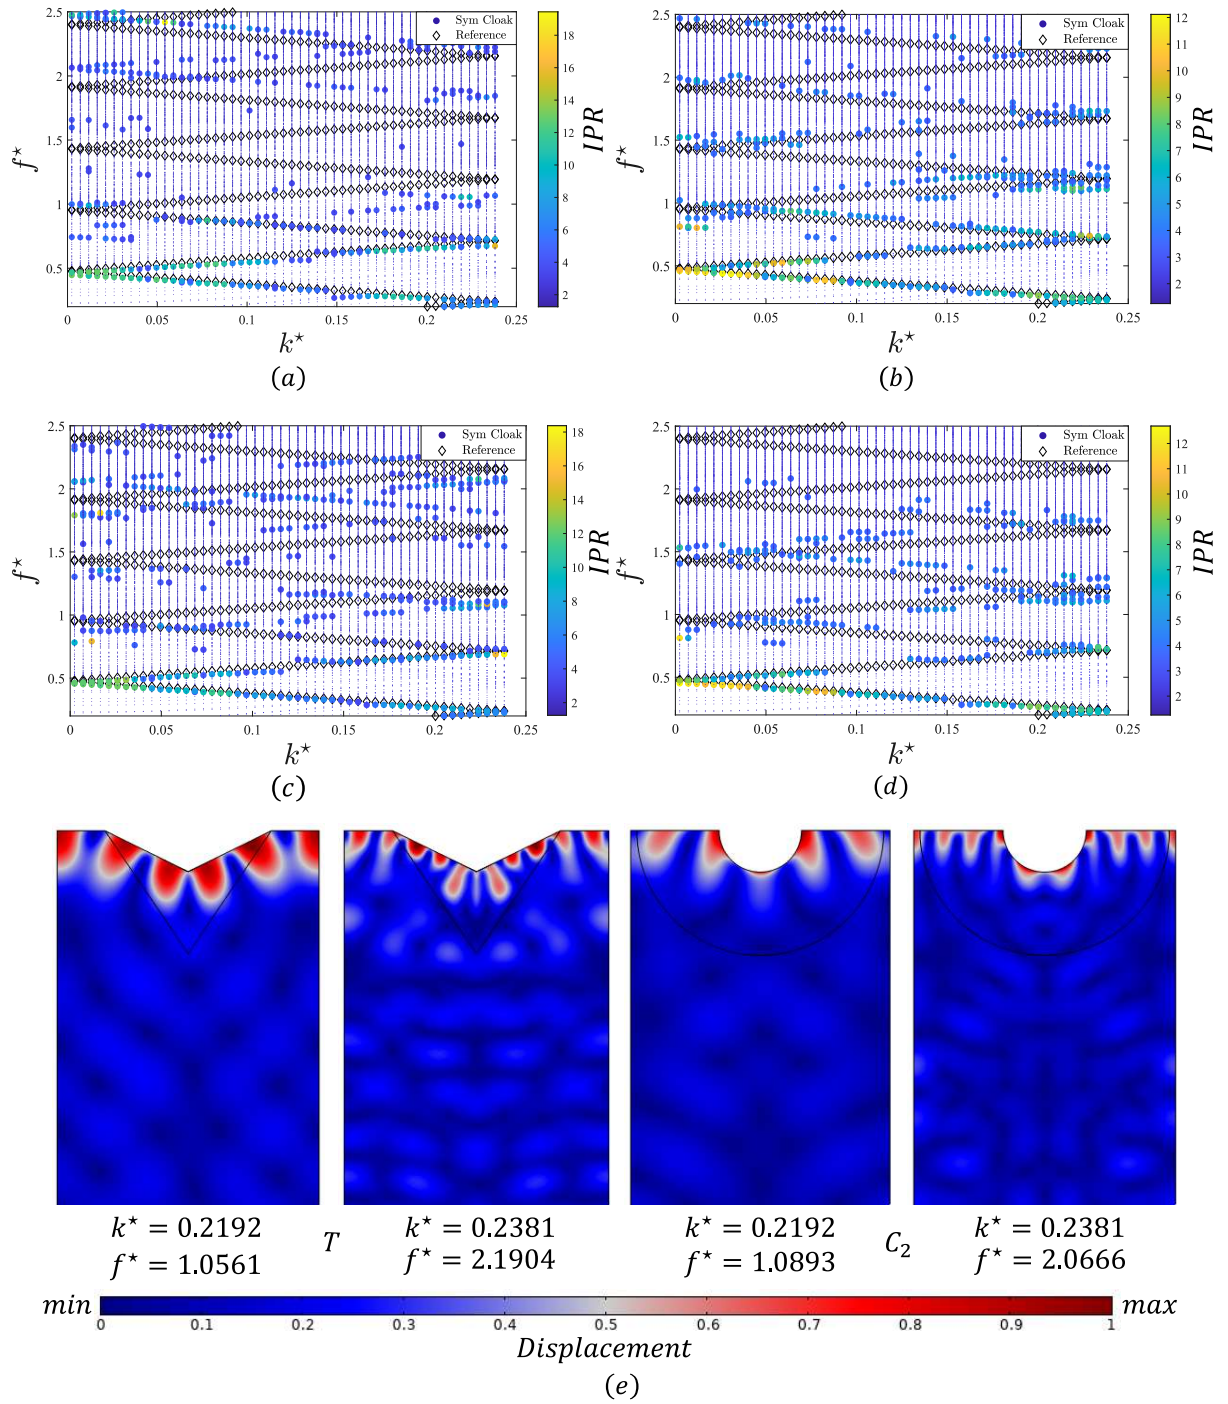 2.5
2
1.5
1
0.5
f*
0 0.05 0.1 0.15 0.2 0.25
k*
Sym Cloak
Reference
18
16
14
12
10
8
6
4
2
IPR
(a)
2.5
2
1.5
1
0.5
f*
0 0.05 0.1 0.15 0.2 0.25
k*
Sym Cloak
Reference
12
11
10
9
8
7
6
5
4
3
2
IPR
(b)
2.5
2
1.5
1
0.5
f*
0 0.05 0.1 0.15 0.2 0.25
k*
Sym Cloak
Reference
18
16
14
12
10
8
6
4
2
IPR
(c)
2.5
2
1.5
1
0.5
f*
0 0.05 0.1 0.15 0.2 0.25
k*
Sym Cloak
Reference
12
11
10
9
8
7
6
5
4
3
2
IPR
(d)
k* = 0.2192
f* = 1.0561
T
k* = 0.2381
f* = 2.1904
k* = 0.2192
f* = 1.0893
C₂
k* = 0.2381
f* = 2.0666
min max
0 0.1 0.2 0.3 0.4 0.5 0.6 0.7 0.8 0.9 1
Displacement
(e)